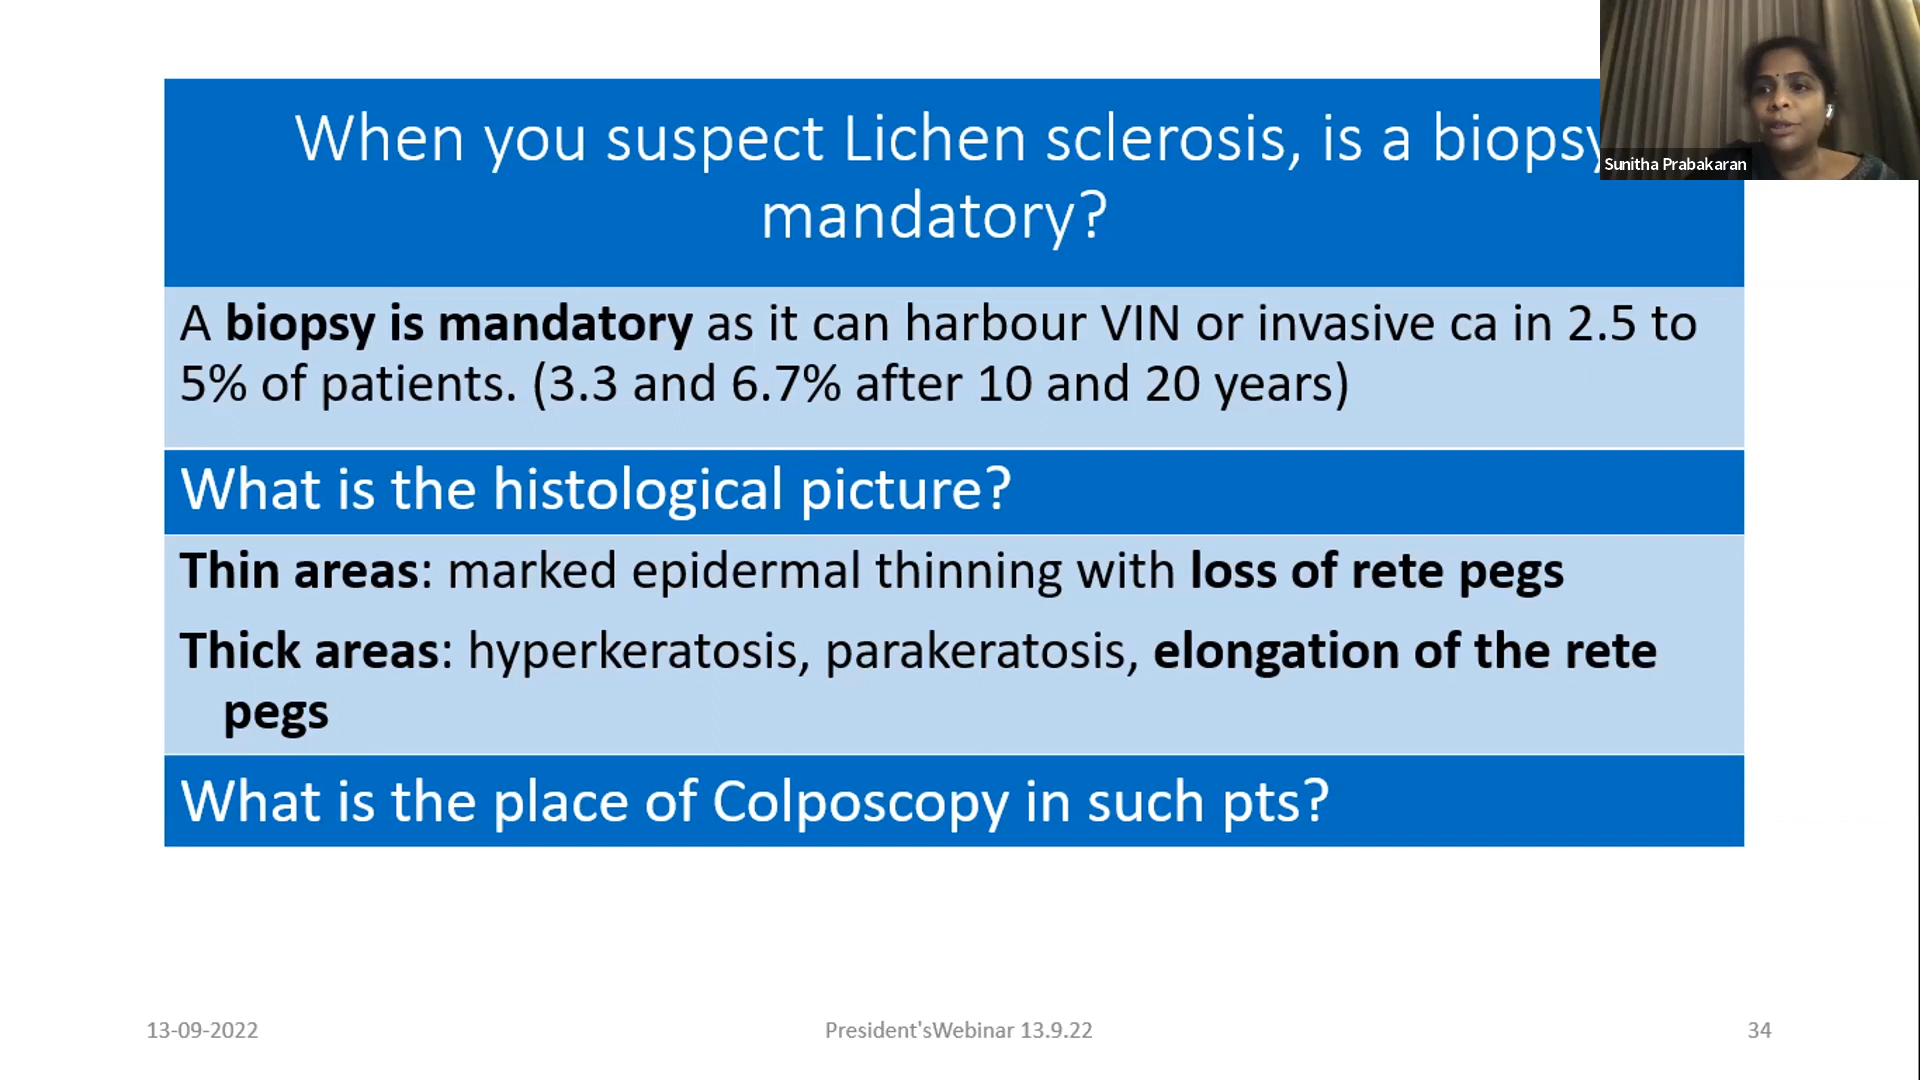 When you suspect Lichen sclerosis, is a biopsy
mandatory?
Sunitha Prabakaran
A biopsy is mandatory as it can harbour VIN or invasive ca in 2.5 to
5% of patients. (3.3 and 6.7% after 10 and 20 years)
What is the histological picture?
Thin areas: marked epidermal thinning with loss of rete pegs
Thick areas: hyperkeratosis, parakeratosis, elongation of the rete
pegs
What is the place of Colposcopy in such pts?
13-09-2022
President'sWebinar 13.9.22
34